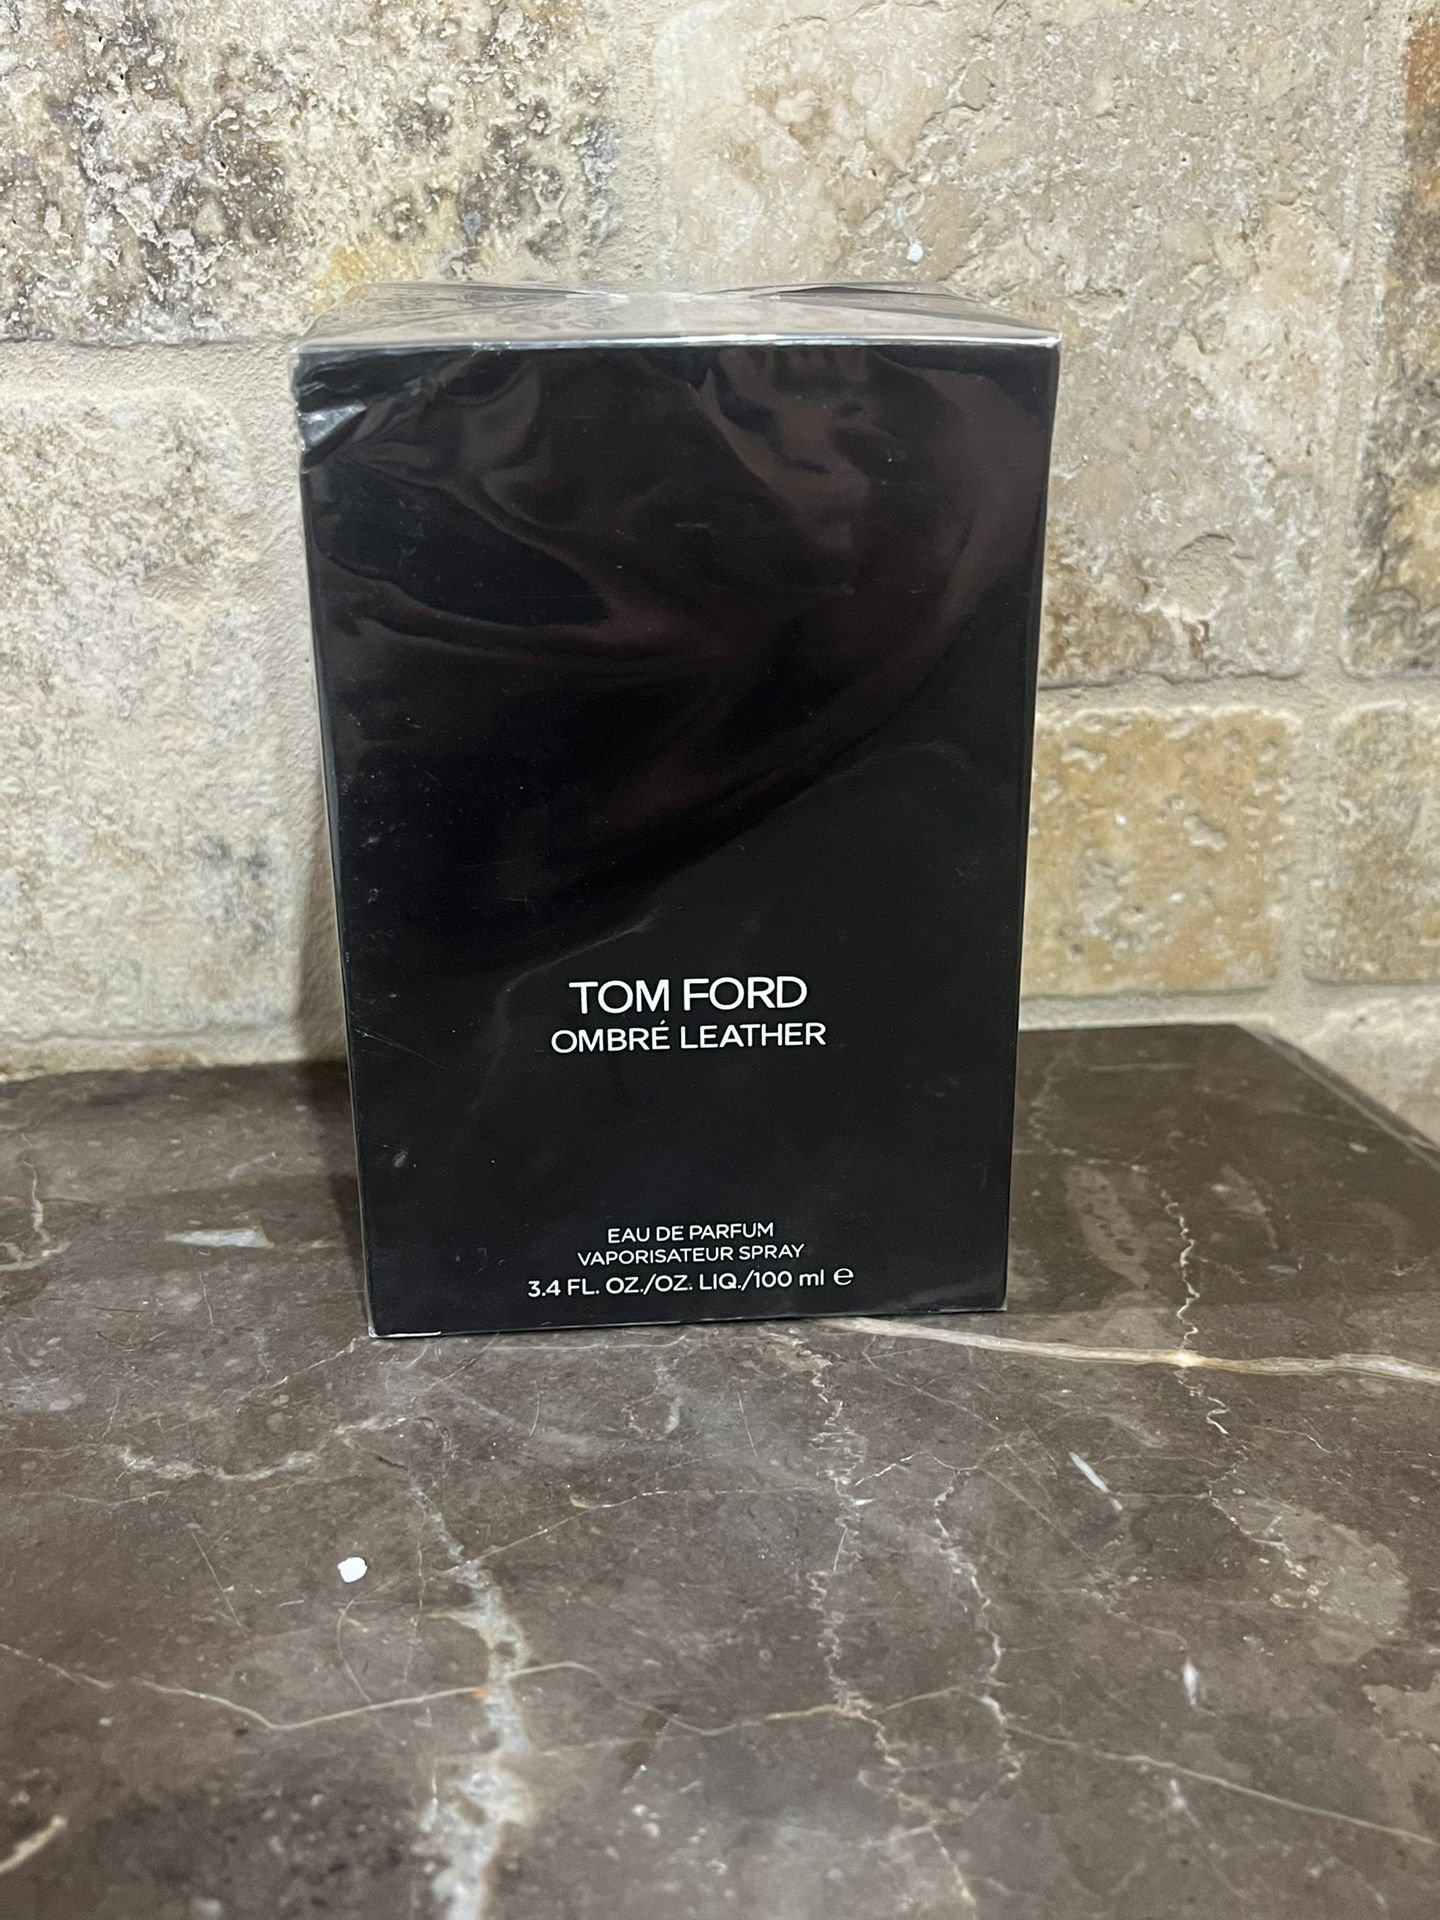 TOM FORD
OMBRÉ LEATHER
EAU DE PARFUM
VAPORISATEUR SPRAY
3.4 FL. OZ./OZ. LIQ./100 ml ℮